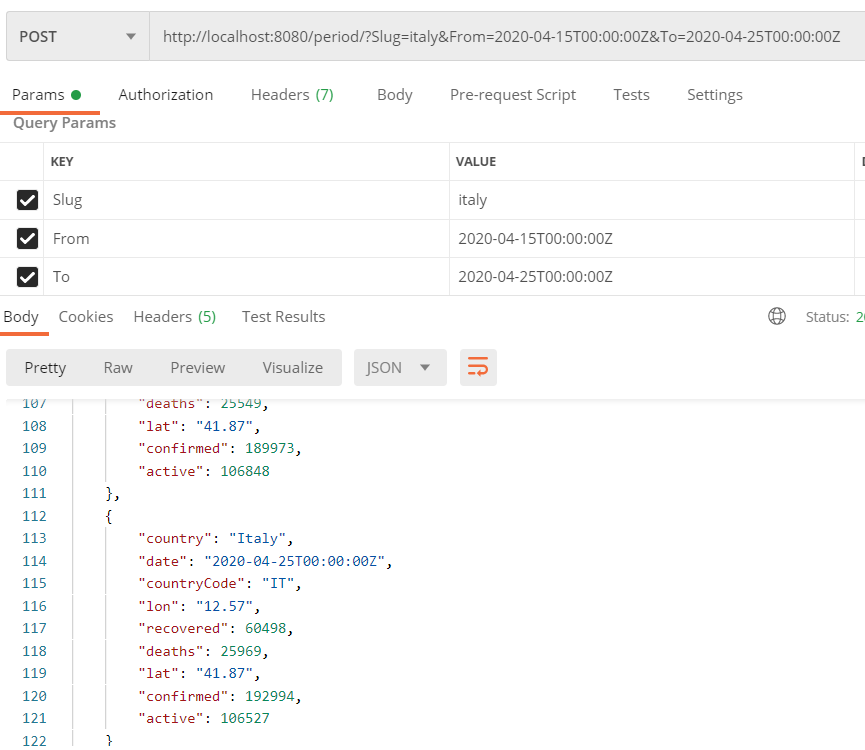 POST http://localhost:8080/period/?Slug=italy&From=2020-04-15T00:00:00Z&To=2020-04-25T00:00:00Z
Params Authorization Headers (7) Body Pre-request Script Tests Settings
Query Params
KEY VALUE
Slug italy
From 2020-04-15T00:00:00Z
To 2020-04-25T00:00:00Z
Body Cookies Headers (5) Test Results Status:
Pretty Raw Preview Visualize JSON
107 "deaths": 25549,
108 "lat": "41.87",
109 "confirmed": 189973,
110 "active": 106848
111 },
112 {
113 "country": "Italy",
114 "date": "2020-04-25T00:00:00Z",
115 "countryCode": "IT",
116 "lon": "12.57",
117 "recovered": 60498,
118 "deaths": 25969,
119 "lat": "41.87",
120 "confirmed": 192994,
121 "active": 106527
122 }